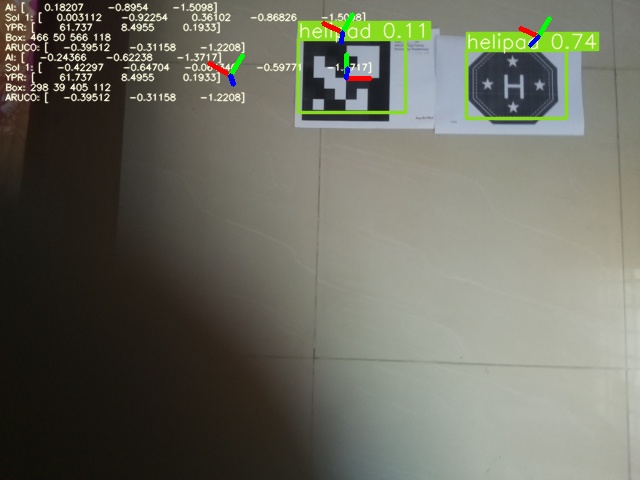 AI: [ 0.18207 -0.8954 -1.5098]
Sol 1: [ 0.003112 -0.92254 0.36102 -0.86826 -1.5098]
YPR: [ 61.737 8.4955 0.1933]
Box: 466 50 566 118
ARUCO: [ -0.39512 -0.31158 -1.2208]
AI: [ -0.24366 -0.62238 -1.3717]
Sol 1: [ -0.42297 -0.64704 -0.59771
YPR: [ 61.737 8.4955 0.1933]
Box: 298 39 405 112
ARUCO: [ -0.39512 -0.31158 -1.2208]
helipad 0.11
helipad 0.74
H